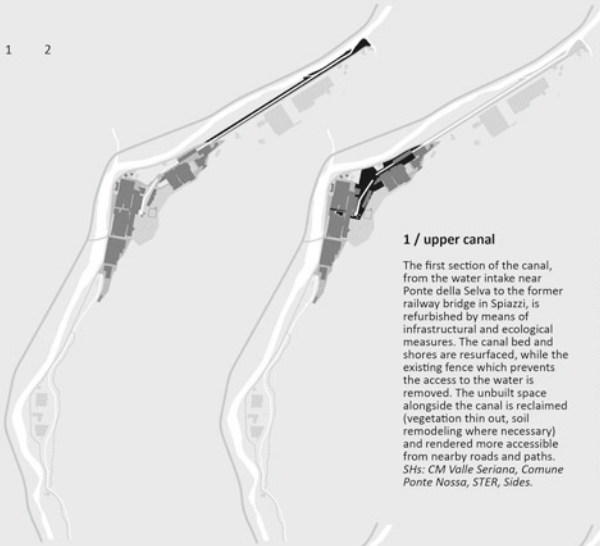 1 2
1 / upper canal
The first section of the canal,
from the water intake near
Ponte della Selva to the former
railway bridge in Spiazzi, is
refurbished by means of
infrastructural and ecological
measures. The canal bed and
shores are resurfaced, while the
existing fence which prevents
the access to the water is
removed. The unbuilt space
alongside the canal is reclaimed
(vegetation thin out, soil
remodeling where necessary)
and rendered more accessible
from nearby roads and paths.
SHs: CM Valle Seriana, Comune
Ponte Nossa, STER, Sides.